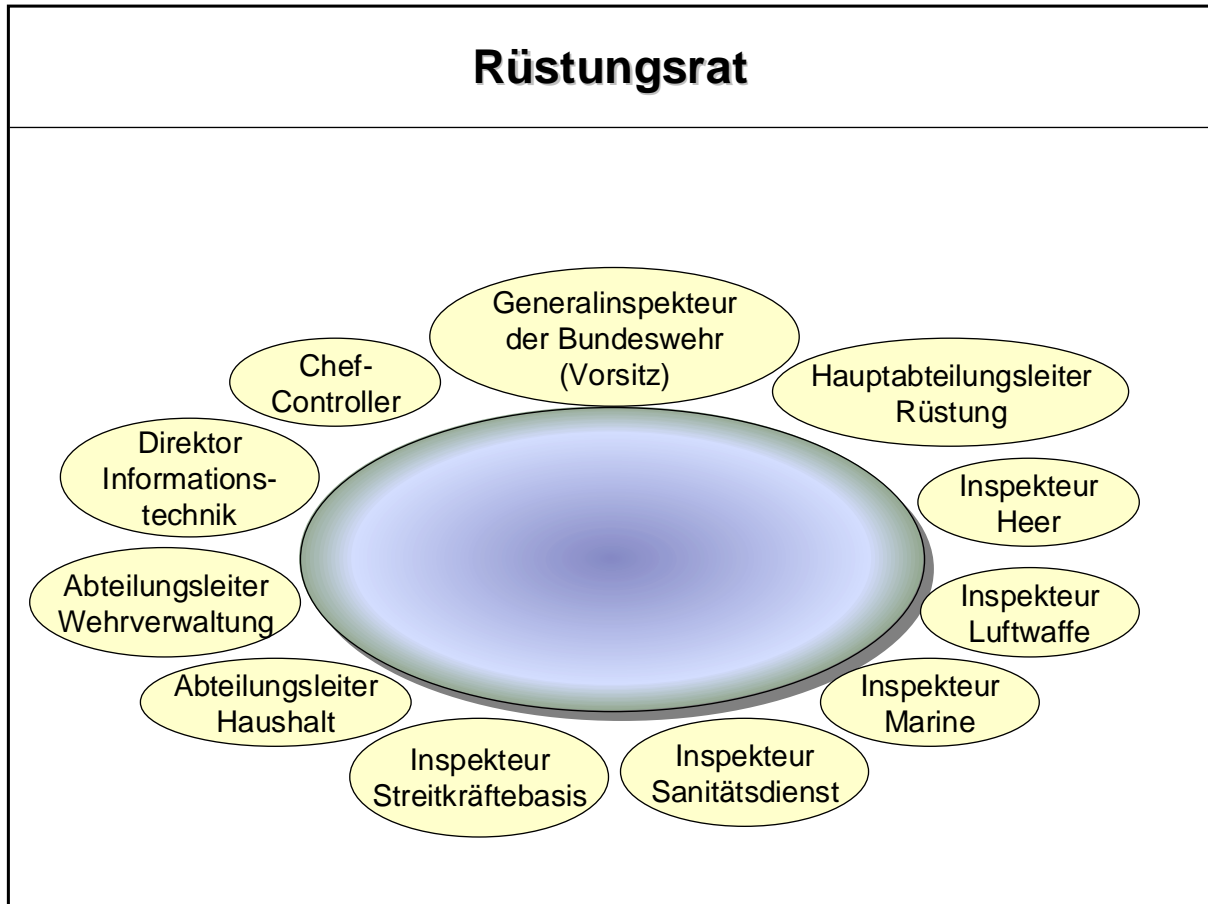 Rüstungsrat
Generalinspekteur
der Bundeswehr
(Vorsitz)
Chef-
Controller
Hauptabteilungsleiter
Rüstung
Direktor
Informations-
technik
Inspekteur
Heer
Abteilungsleiter
Wehrverwaltung
Inspekteur
Luftwaffe
Abteilungsleiter
Haushalt
Inspekteur
Marine
Inspekteur
Streitkräftebasis
Inspekteur
Sanitätsdienst